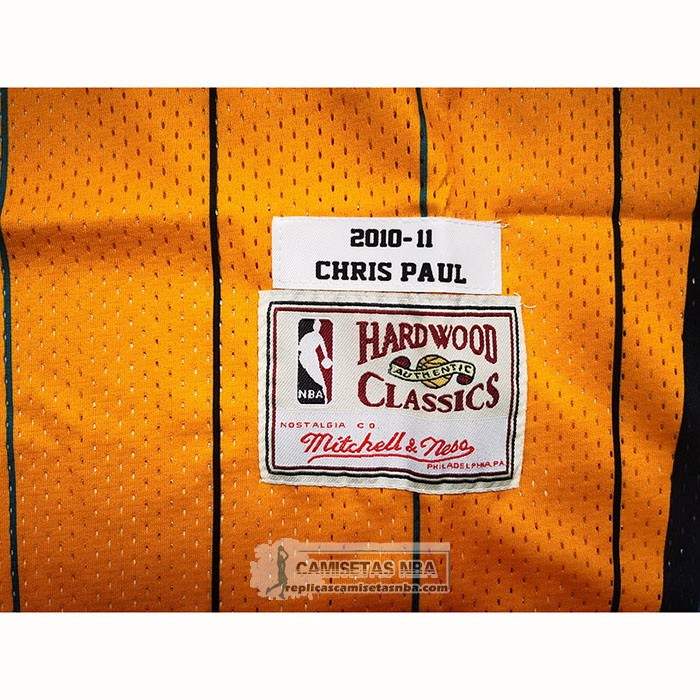 2010-11
CHRIS PAUL
NBA
HARDWOOD
AUTHENTIC
CLASSICS
NOSTALGIA CO.
Mitchell & Ness
PHILADELPHIA, PA
CAMISETAS NBA
replicascamisetasnba.com